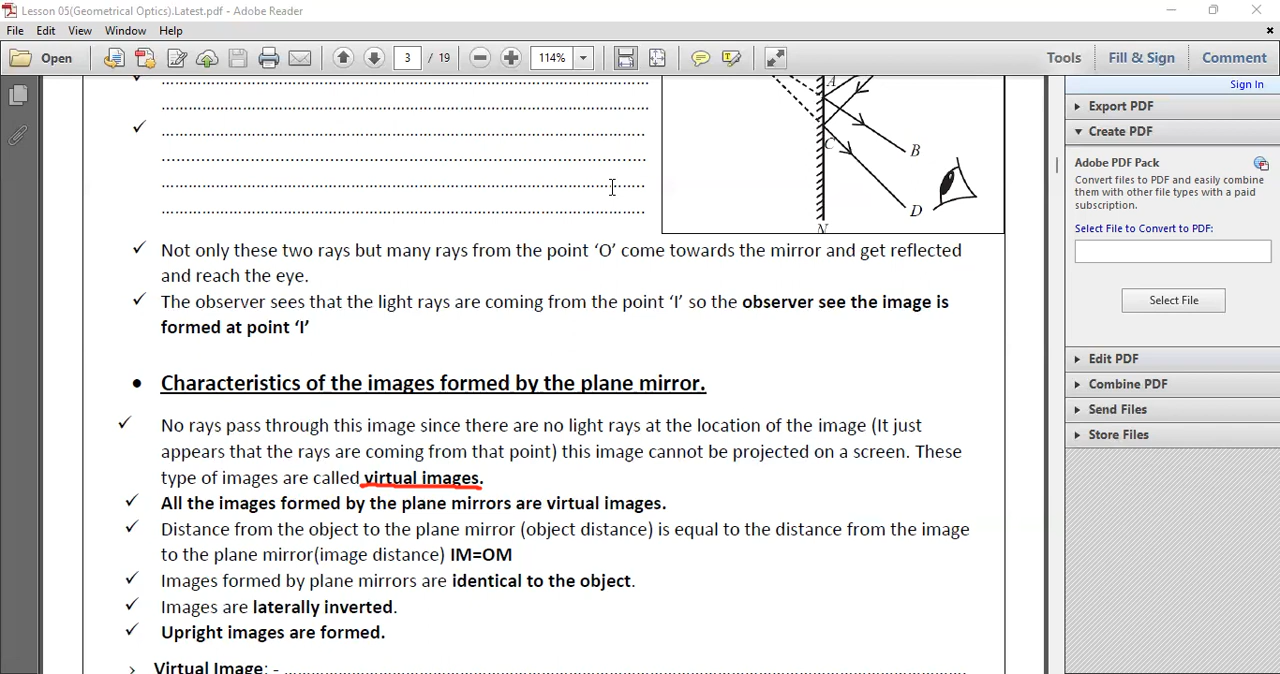 Lesson 05(Geometrical Optics).Latest.pdf - Adobe Reader
File Edit View Window Help
Open 3 / 19 114% Tools Fill & Sign Comment
Sign In
Export PDF
Create PDF
Adobe PDF Pack
Convert files to PDF and easily combine
them with other file types with a paid
subscription.
Select File to Convert to PDF:
Select File
Edit PDF
Combine PDF
Send Files
Store Files
A
B
C
D
N
Not only these two rays but many rays from the point ‘O’ come towards the mirror and get reflected
and reach the eye.
The observer sees that the light rays are coming from the point ‘I’ so the observer see the image is
formed at point ‘I’
Characteristics of the images formed by the plane mirror.
No rays pass through this image since there are no light rays at the location of the image (It just
appears that the rays are coming from that point) this image cannot be projected on a screen. These
type of images are called virtual images.
All the images formed by the plane mirrors are virtual images.
Distance from the object to the plane mirror (object distance) is equal to the distance from the image
to the plane mirror(image distance) IM=OM
Images formed by plane mirrors are identical to the object.
Images are laterally inverted.
Upright images are formed.
Virtual Image: - ........................................................................